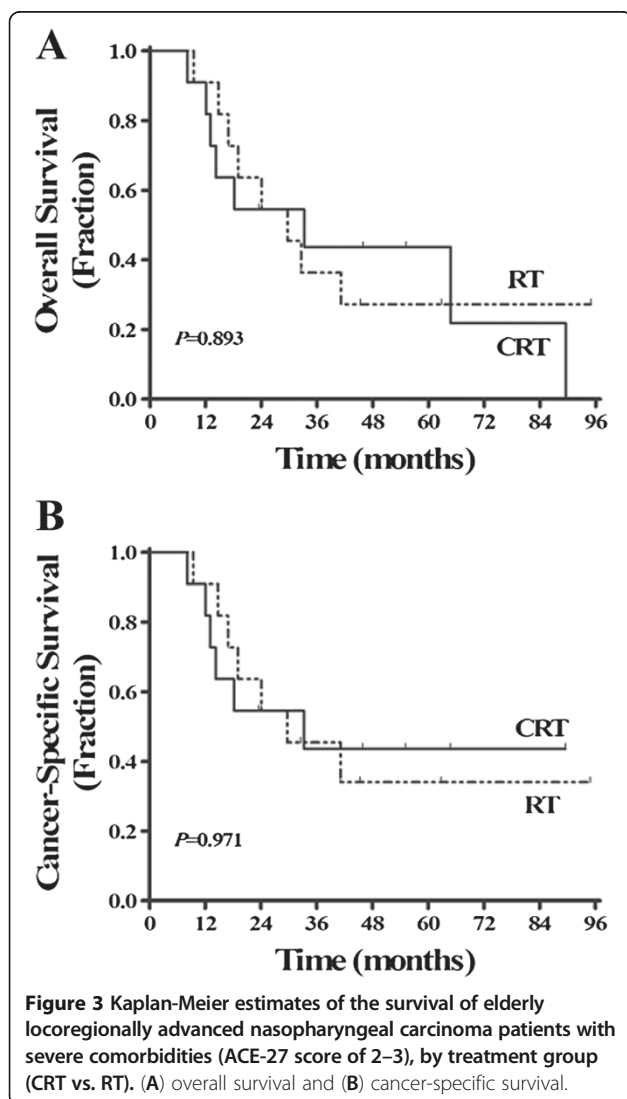 A
Overall Survival
(Fraction)
1.0
0.8
0.6
0.4
0.2
0.0
RT
CRT
P=0.893
0 12 24 36 48 60 72 84 96
Time (months)
B
Cancer-Specific Survival
(Fraction)
1.0
0.8
0.6
0.4
0.2
0.0
CRT
RT
P=0.971
0 12 24 36 48 60 72 84 96
Time (months)
Figure 3 Kaplan-Meier estimates of the survival of elderly
locoregionally advanced nasopharyngeal carcinoma patients with
severe comorbidities (ACE-27 score of 2–3), by treatment group
(CRT vs. RT). (A) overall survival and (B) cancer-specific survival.